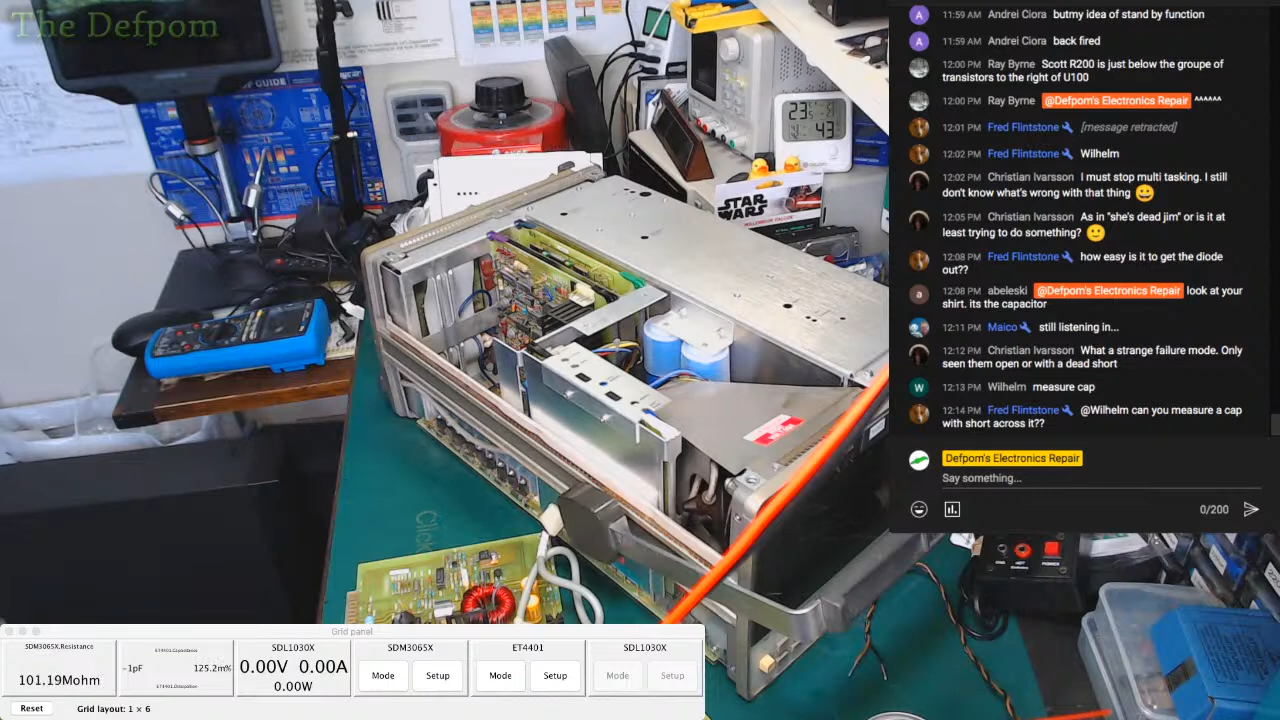 The Defpom
GUIDE
23.5
43
STAR
WARS
11:59 AM Andrei Ciora butmy idea of stand by function
11:59 AM Andrei Ciora back fired
12:00 PM Ray Byrne Scott R200 is just below the groupe of
transistors to the right of U100
12:00 PM Ray Byrne @Defpom's Electronics Repair ^^^^^^
12:01 PM Fred Flintstone [message retracted]
12:02 PM Fred Flintstone Wilhelm
12:02 PM Christian Ivarsson I must stop multi tasking. I still
don't know what's wrong with that thing 😀
12:05 PM Christian Ivarsson As in "she's dead jim" or is it at
least trying to do something? 🙂
12:08 PM Fred Flintstone how easy is it to get the diode
out??
12:08 PM abeleski @Defpom's Electronics Repair look at your
shirt. its the capacitor
12:11 PM Maico still listening in...
12:12 PM Christian Ivarsson What a strange failure mode. Only
seen them open or with a dead short
12:13 PM Wilhelm measure cap
12:14 PM Fred Flintstone @Wilhelm can you measure a cap
with short across it??
Defpom's Electronics Repair
Say something...
0/200
POWER
Click
Grid panel
SDM3065X.Resistance
101.19Mohm
ET4401.Capacitance
-1pF 125.2m%
ET4401.Dissipation
SDL1030X
0.00V 0.00A
0.00W
SDM3065X
Mode Setup
ET4401
Mode Setup
SDL1030X
Mode Setup
Reset Grid layout: 1 × 6